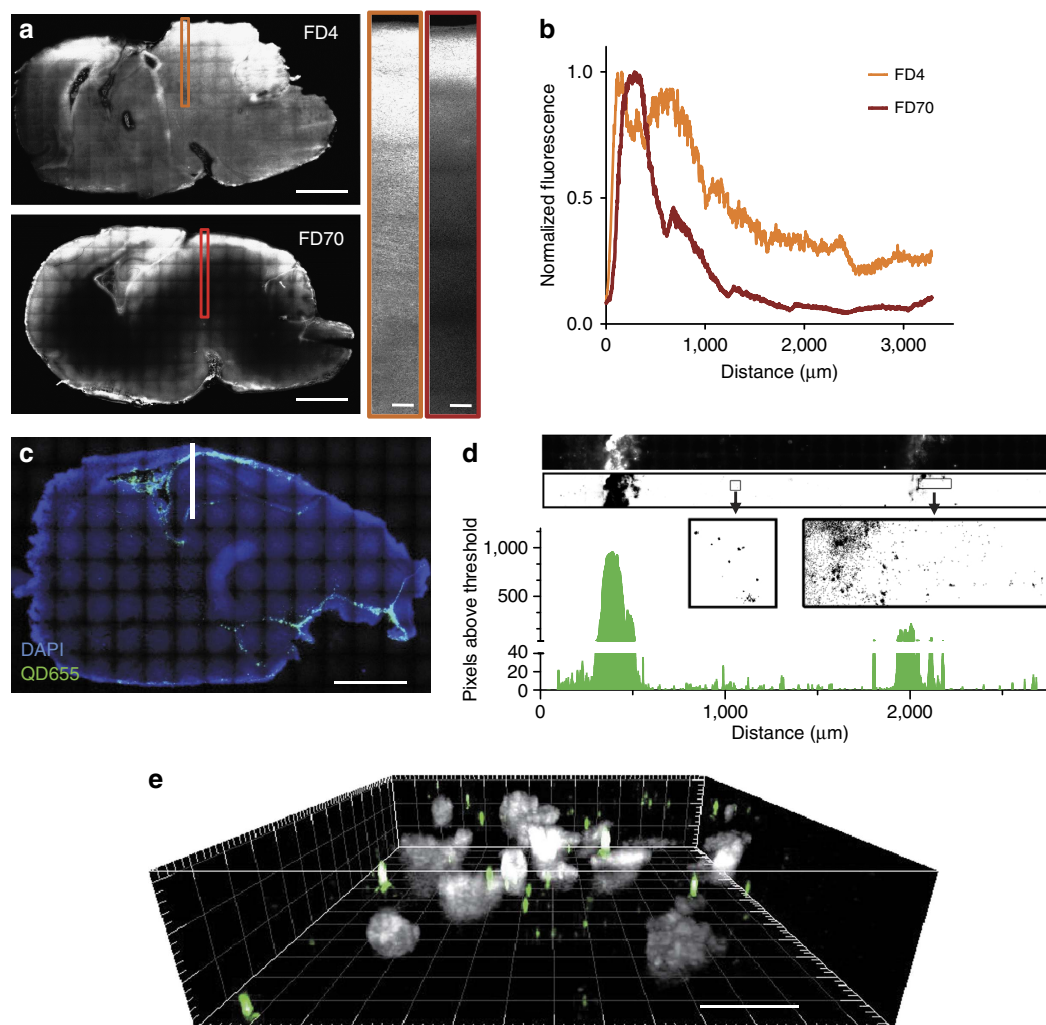 a
FD4
FD70
b
Normalized fluorescence
1.0
0.5
0.0
0
1,000
2,000
3,000
Distance (μm)
FD4
FD70
c
DAPI
QD655
d
Pixels above threshold
1,000
500
40
20
0
0
1,000
2,000
Distance (μm)
e